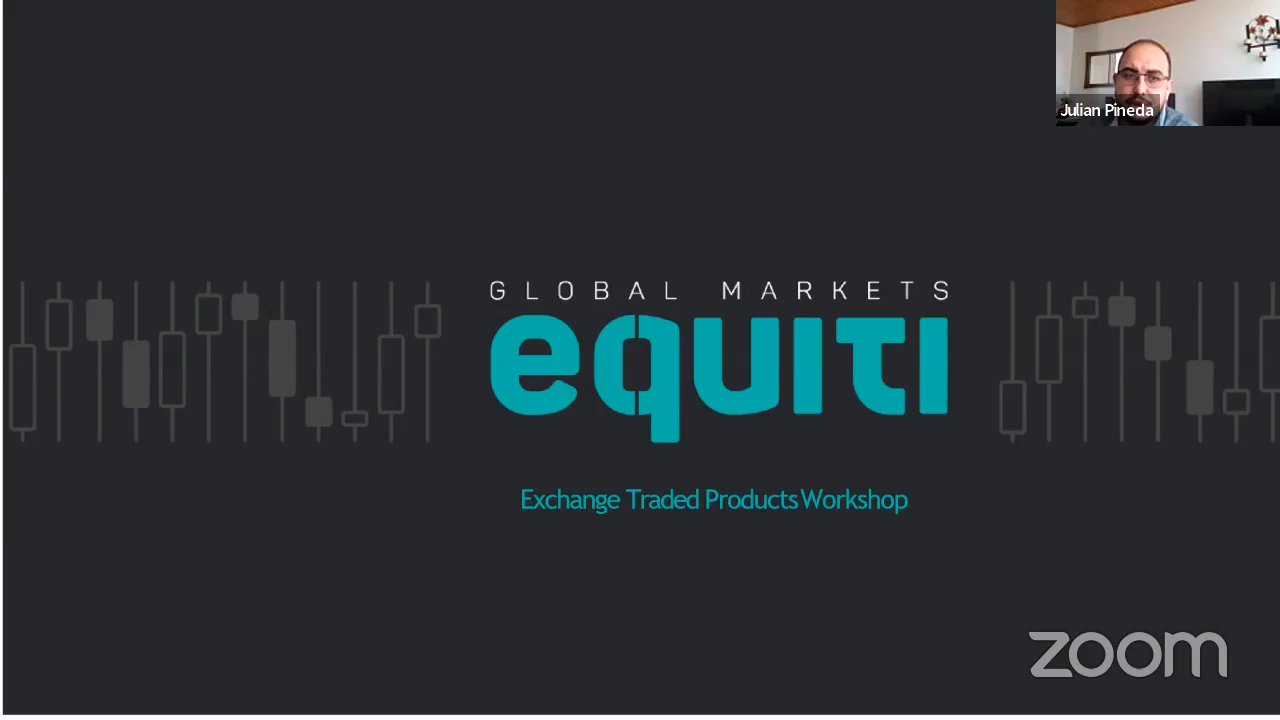 Julian Pineda
GLOBAL MARKETS
equiti
Exchange Traded Products Workshop
zoom